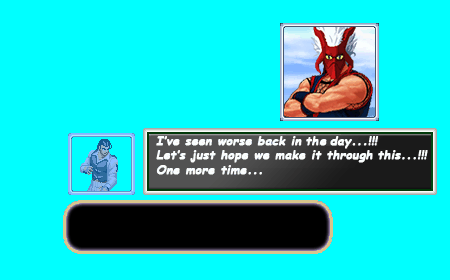 I've seen worse back in the day...!!!
Let's just hope we make it through this...!!!
One more time...